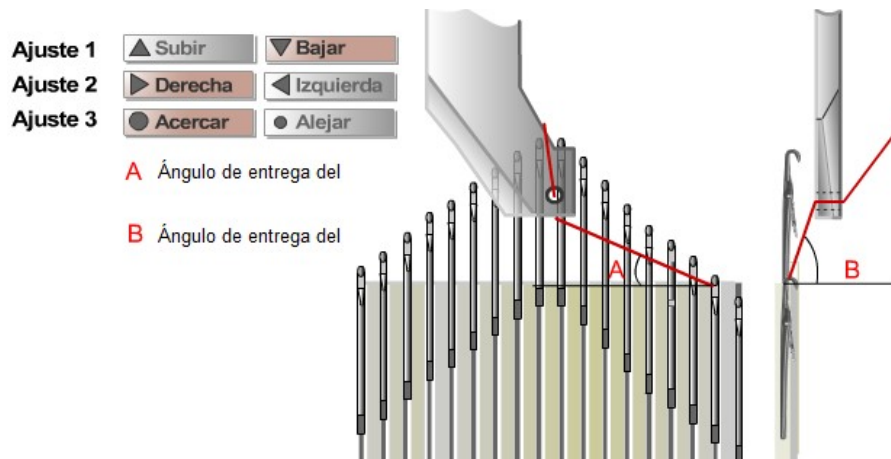 Ajuste 1 Subir Bajar
Ajuste 2 Derecha Izquierda
Ajuste 3 Acercar Alejar
A Ángulo de entrega del
B Ángulo de entrega del
A
B